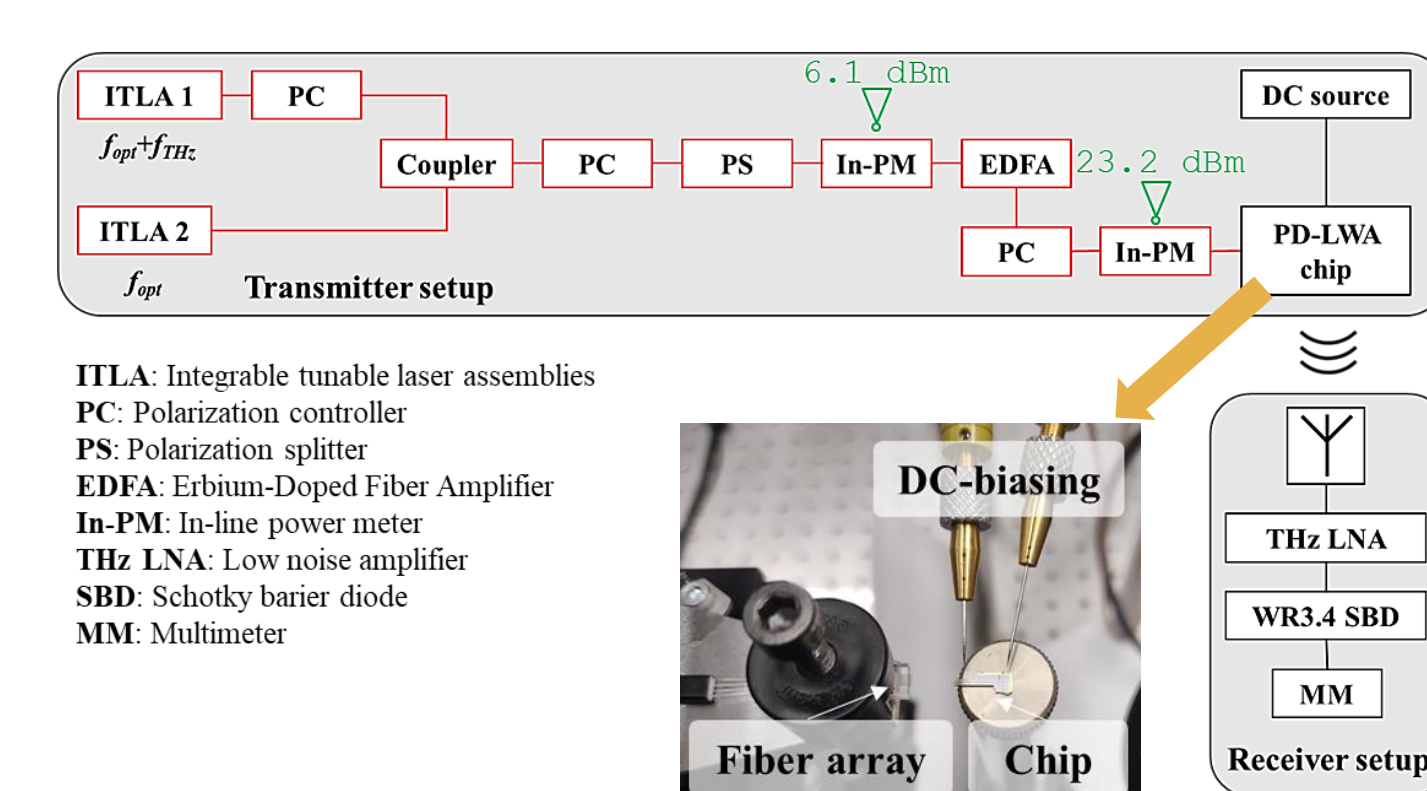 6.1 dBm
ITLA 1
PC
DC source
fopt+fTHz
Coupler
PC
PS
In-PM
EDFA
23.2 dBm
ITLA 2
PC
In-PM
PD-LWA
chip
fopt
Transmitter setup
ITLA: Integrable tunable laser assemblies
PC: Polarization controller
PS: Polarization splitter
EDFA: Erbium-Doped Fiber Amplifier
In-PM: In-line power meter
THz LNA: Low noise amplifier
SBD: Schotky barier diode
MM: Multimeter
DC-biasing
Fiber array
Chip
THz LNA
WR3.4 SBD
MM
Receiver setup